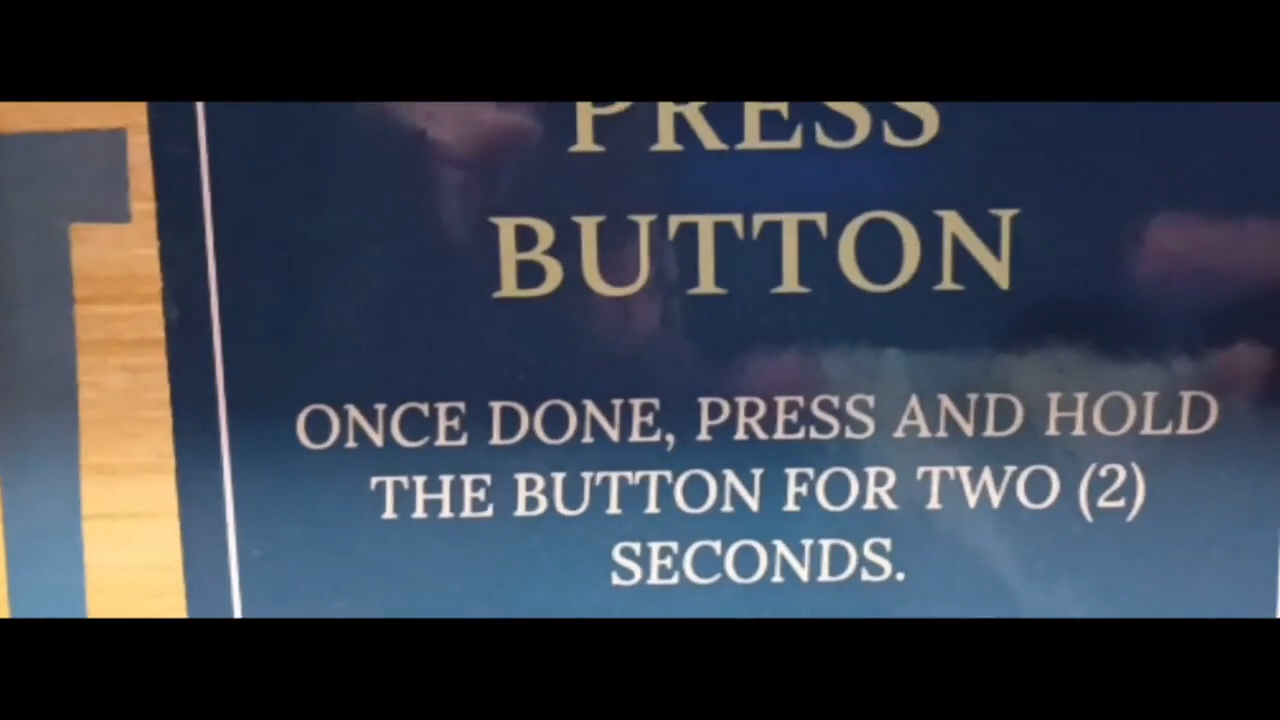 PRESS
BUTTON
ONCE DONE, PRESS AND HOLD
THE BUTTON FOR TWO (2)
SECONDS.